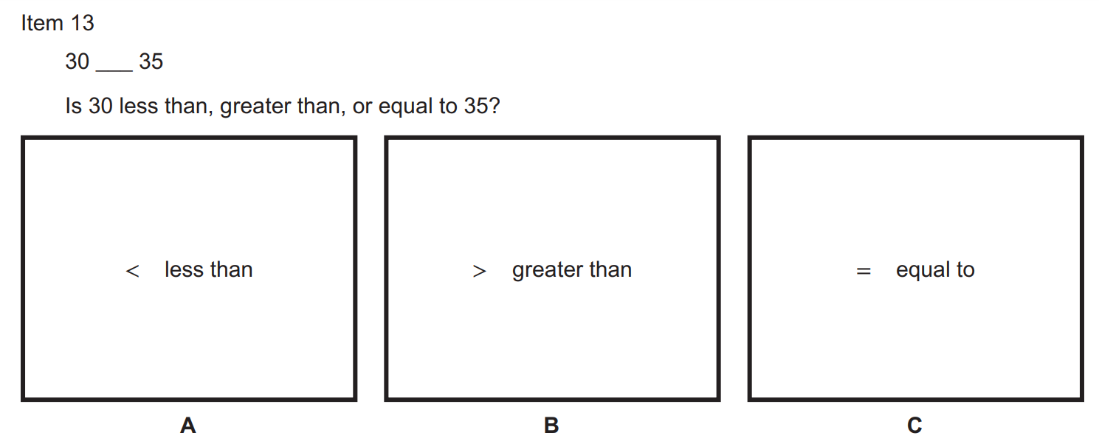 Item 13
30 ___ 35
Is 30 less than, greater than, or equal to 35?
< less than
> greater than
= equal to
A
B
C